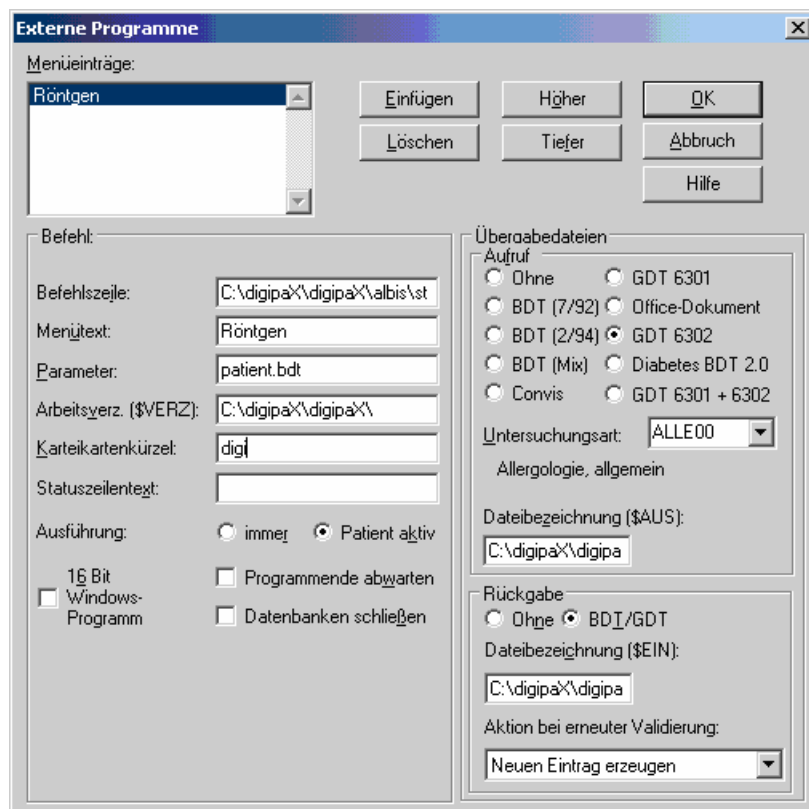 Externe Programme
Menüeinträge:
Röntgen
Einfügen
Höher
OK
Löschen
Tiefer
Abbruch
Hilfe
Befehl:
Befehlszeile: C:\digipaX\digipaX\albis\st
Menütext: Röntgen
Parameter: patient.bdt
Arbeitsverz. ($VERZ): C:\digipaX\digipaX\
Karteikartenkürzel: digi
Statuszeilentext:
Ausführung: immer Patient aktiv
16 Bit
Windows-
Programm
Programmende abwarten
Datenbanken schließen
Übergabedateien
Aufruf
Ohne GDT 6301
BDT (7/92) Office-Dokument
BDT (2/94) GDT 6302
BDT (Mix) Diabetes BDT 2.0
Convis GDT 6301 + 6302
Untersuchungsart: ALLE00
Allergologie, allgemein
Dateibezeichnung ($AUS):
C:\digipaX\digipa
Rückgabe
Ohne BDT/GDT
Dateibezeichnung ($EIN):
C:\digipaX\digipa
Aktion bei erneuter Validierung:
Neuen Eintrag erzeugen